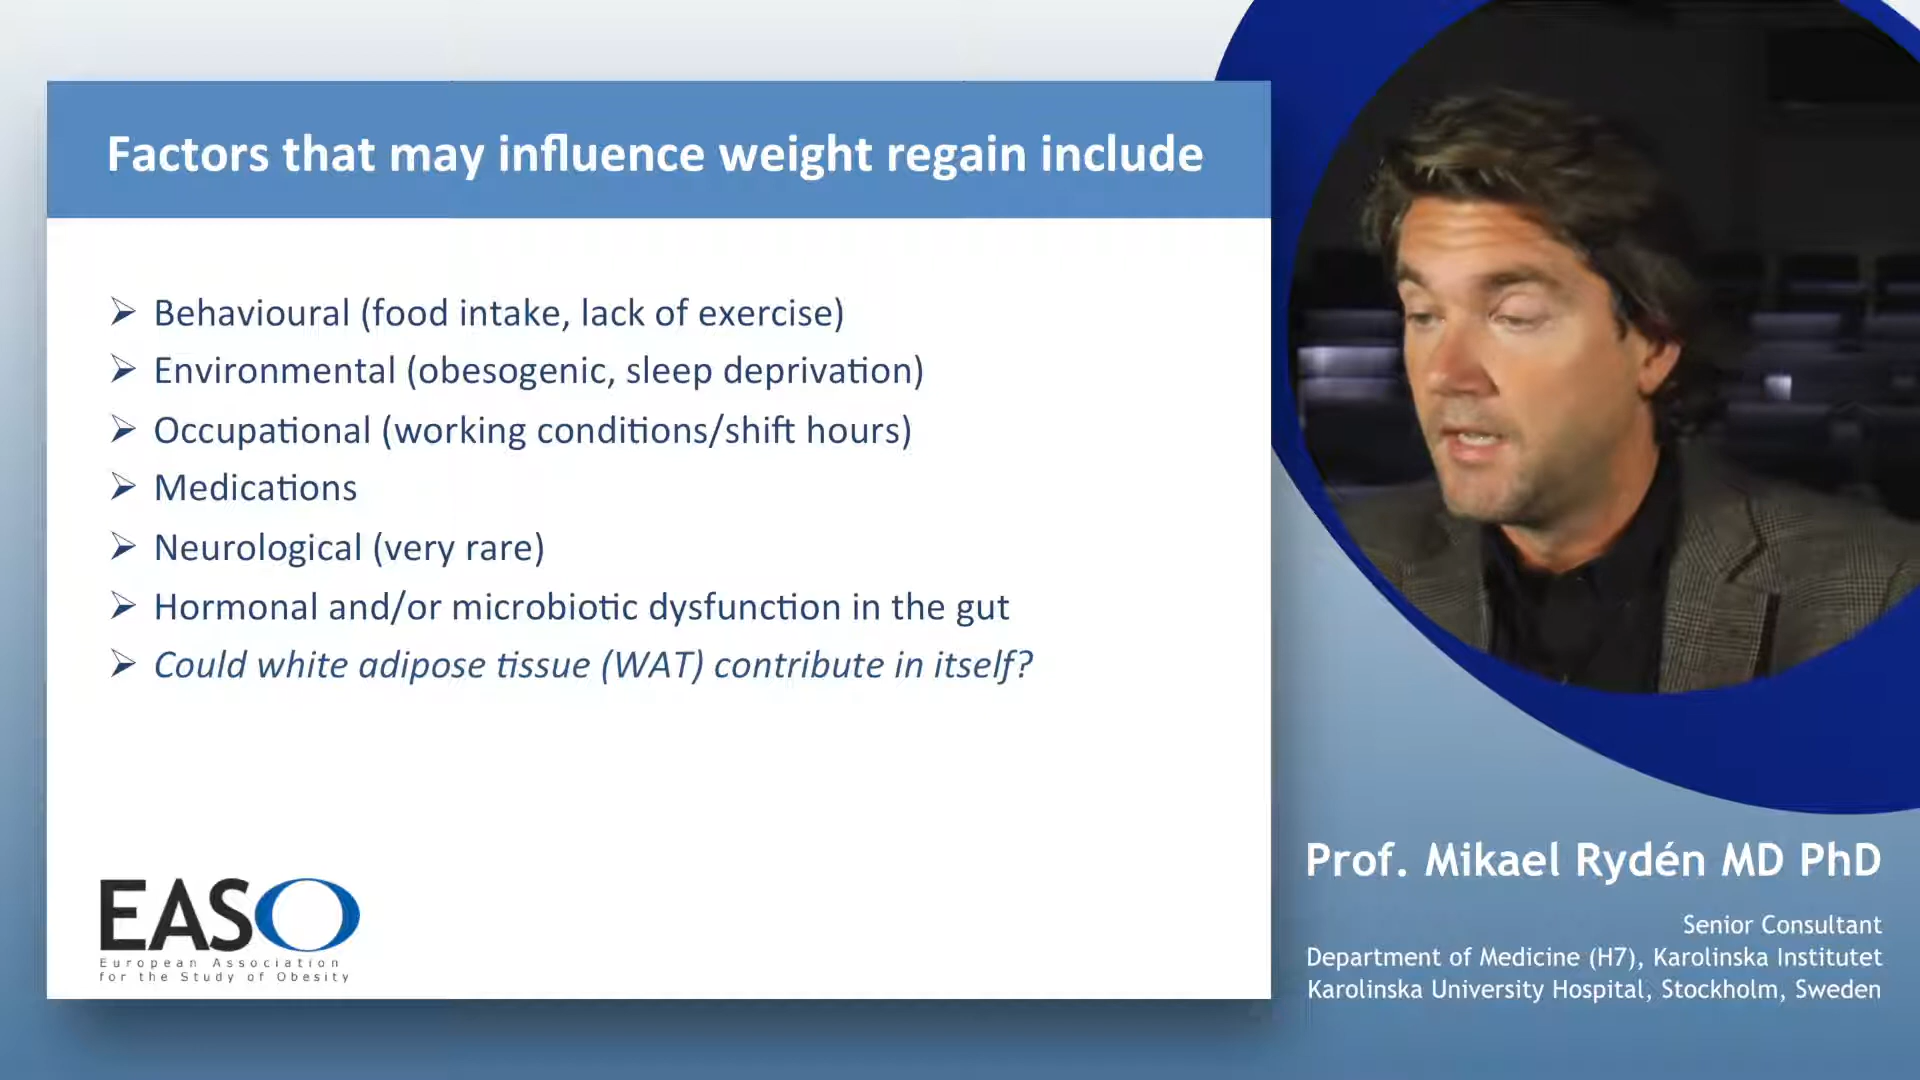 Factors that may influence weight regain include
Behavioural (food intake, lack of exercise)
Environmental (obesogenic, sleep deprivation)
Occupational (working conditions/shift hours)
Medications
Neurological (very rare)
Hormonal and/or microbiotic dysfunction in the gut
Could white adipose tissue (WAT) contribute in itself?
EASO
European Association
for the Study of Obesity
Prof. Mikael Rydén MD PhD
Senior Consultant
Department of Medicine (H7), Karolinska Institutet
Karolinska University Hospital, Stockholm, Sweden